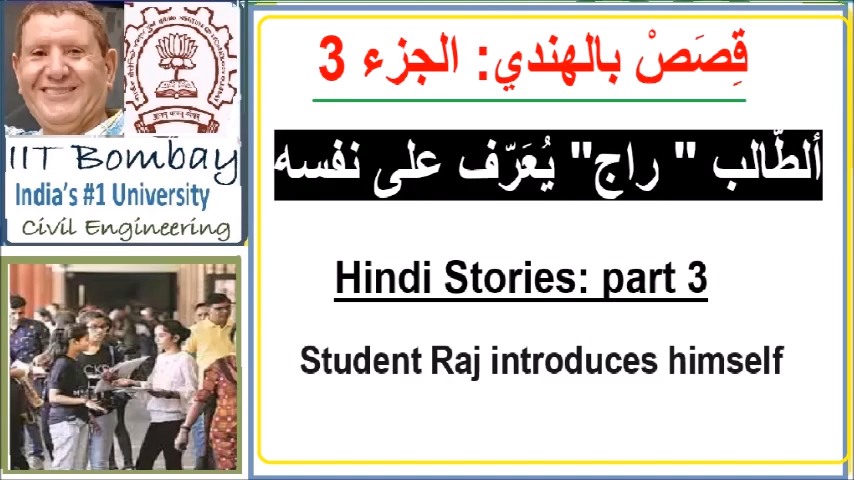 IIT Bombay
India's #1 University
Civil Engineering
قِصَصْ بالهندي: الجزء 3
ألطّالب " راج" يُعَرّف على نفسه
Hindi Stories: part 3
Student Raj introduces himself